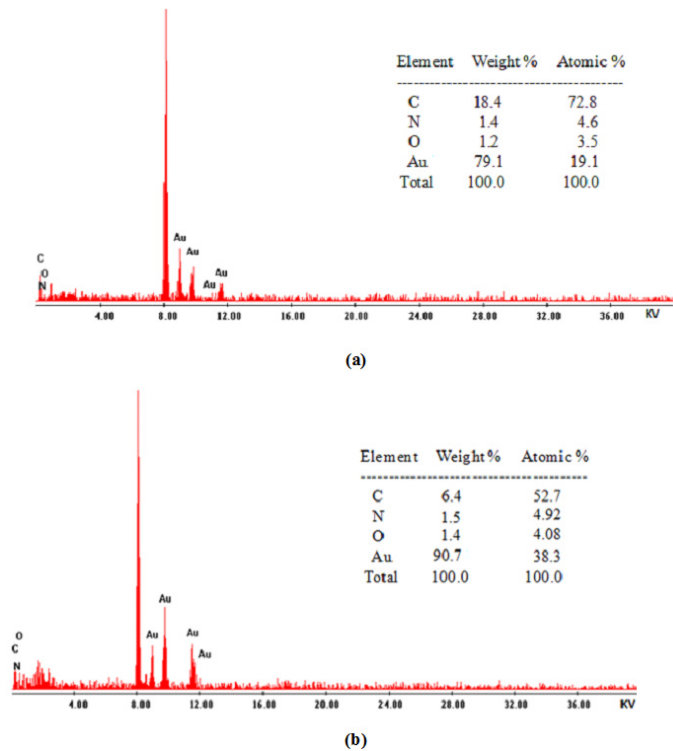 Element Weight % Atomic %
C 18.4 72.8
N 1.4 4.6
O 1.2 3.5
Au 79.1 19.1
Total 100.0 100.0
C
O
N
Au
Au
Au
Au
4.00 8.00 12.00 16.00 20.00 24.00 28.00 32.00 36.00 KV
(a)
Element Weight % Atomic %
C 6.4 52.7
N 1.5 4.92
O 1.4 4.08
Au 90.7 38.3
Total 100.0 100.0
O
C
N
Au
Au
Au
Au
4.00 8.00 12.00 16.00 20.00 24.00 28.00 32.00 36.00 KV
(b)